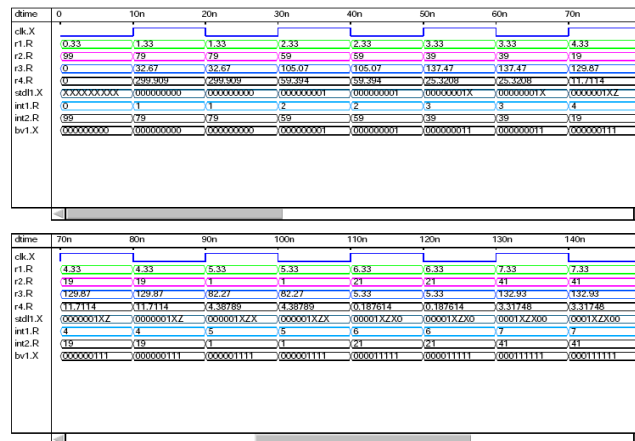 dtime 0 10n 20n 30n 40n 50n 60n 70n
clk.X
r1.R 0.33 1.33 1.33 2.33 2.33 3.33 3.33 4.33
r2.R 99 79 79 59 59 39 39 19
r3.R 0 32.67 32.67 105.07 105.07 137.47 137.47 129.87
r4.R 0 299.909 299.909 59.394 59.394 25.3208 25.3208 11.7114
stdl1.X XXXXXXXXX 000000000 000000000 000000001 000000001 00000001X 00000001X 0000001XZ
int1.R 0 1 1 2 2 3 3 4
int2.R 99 79 79 59 59 39 39 19
bv1.X 000000000 000000000 000000000 000000001 000000001 000000011 000000011 000000111
dtime 70n 80n 90n 100n 110n 120n 130n 140n
clk.X
r1.R 4.33 4.33 5.33 5.33 6.33 6.33 7.33 7.33
r2.R 19 19 1 1 21 21 41 41
r3.R 129.87 129.87 82.27 82.27 5.33 5.33 132.93 132.93
r4.R 11.7114 11.7114 4.38789 4.38789 0.187614 0.187614 3.31748 3.31748
stdl1.X 0000001XZ 0000001XZ 000001XZX 000001XZX 00001XZX0 00001XZX0 0001XZX00 0001XZX00
int1.R 4 4 5 5 6 6 7 7
int2.R 19 19 1 1 21 21 41 41
bv1.X 000000111 000001111 000001111 000011111 000011111 000111111 000111111